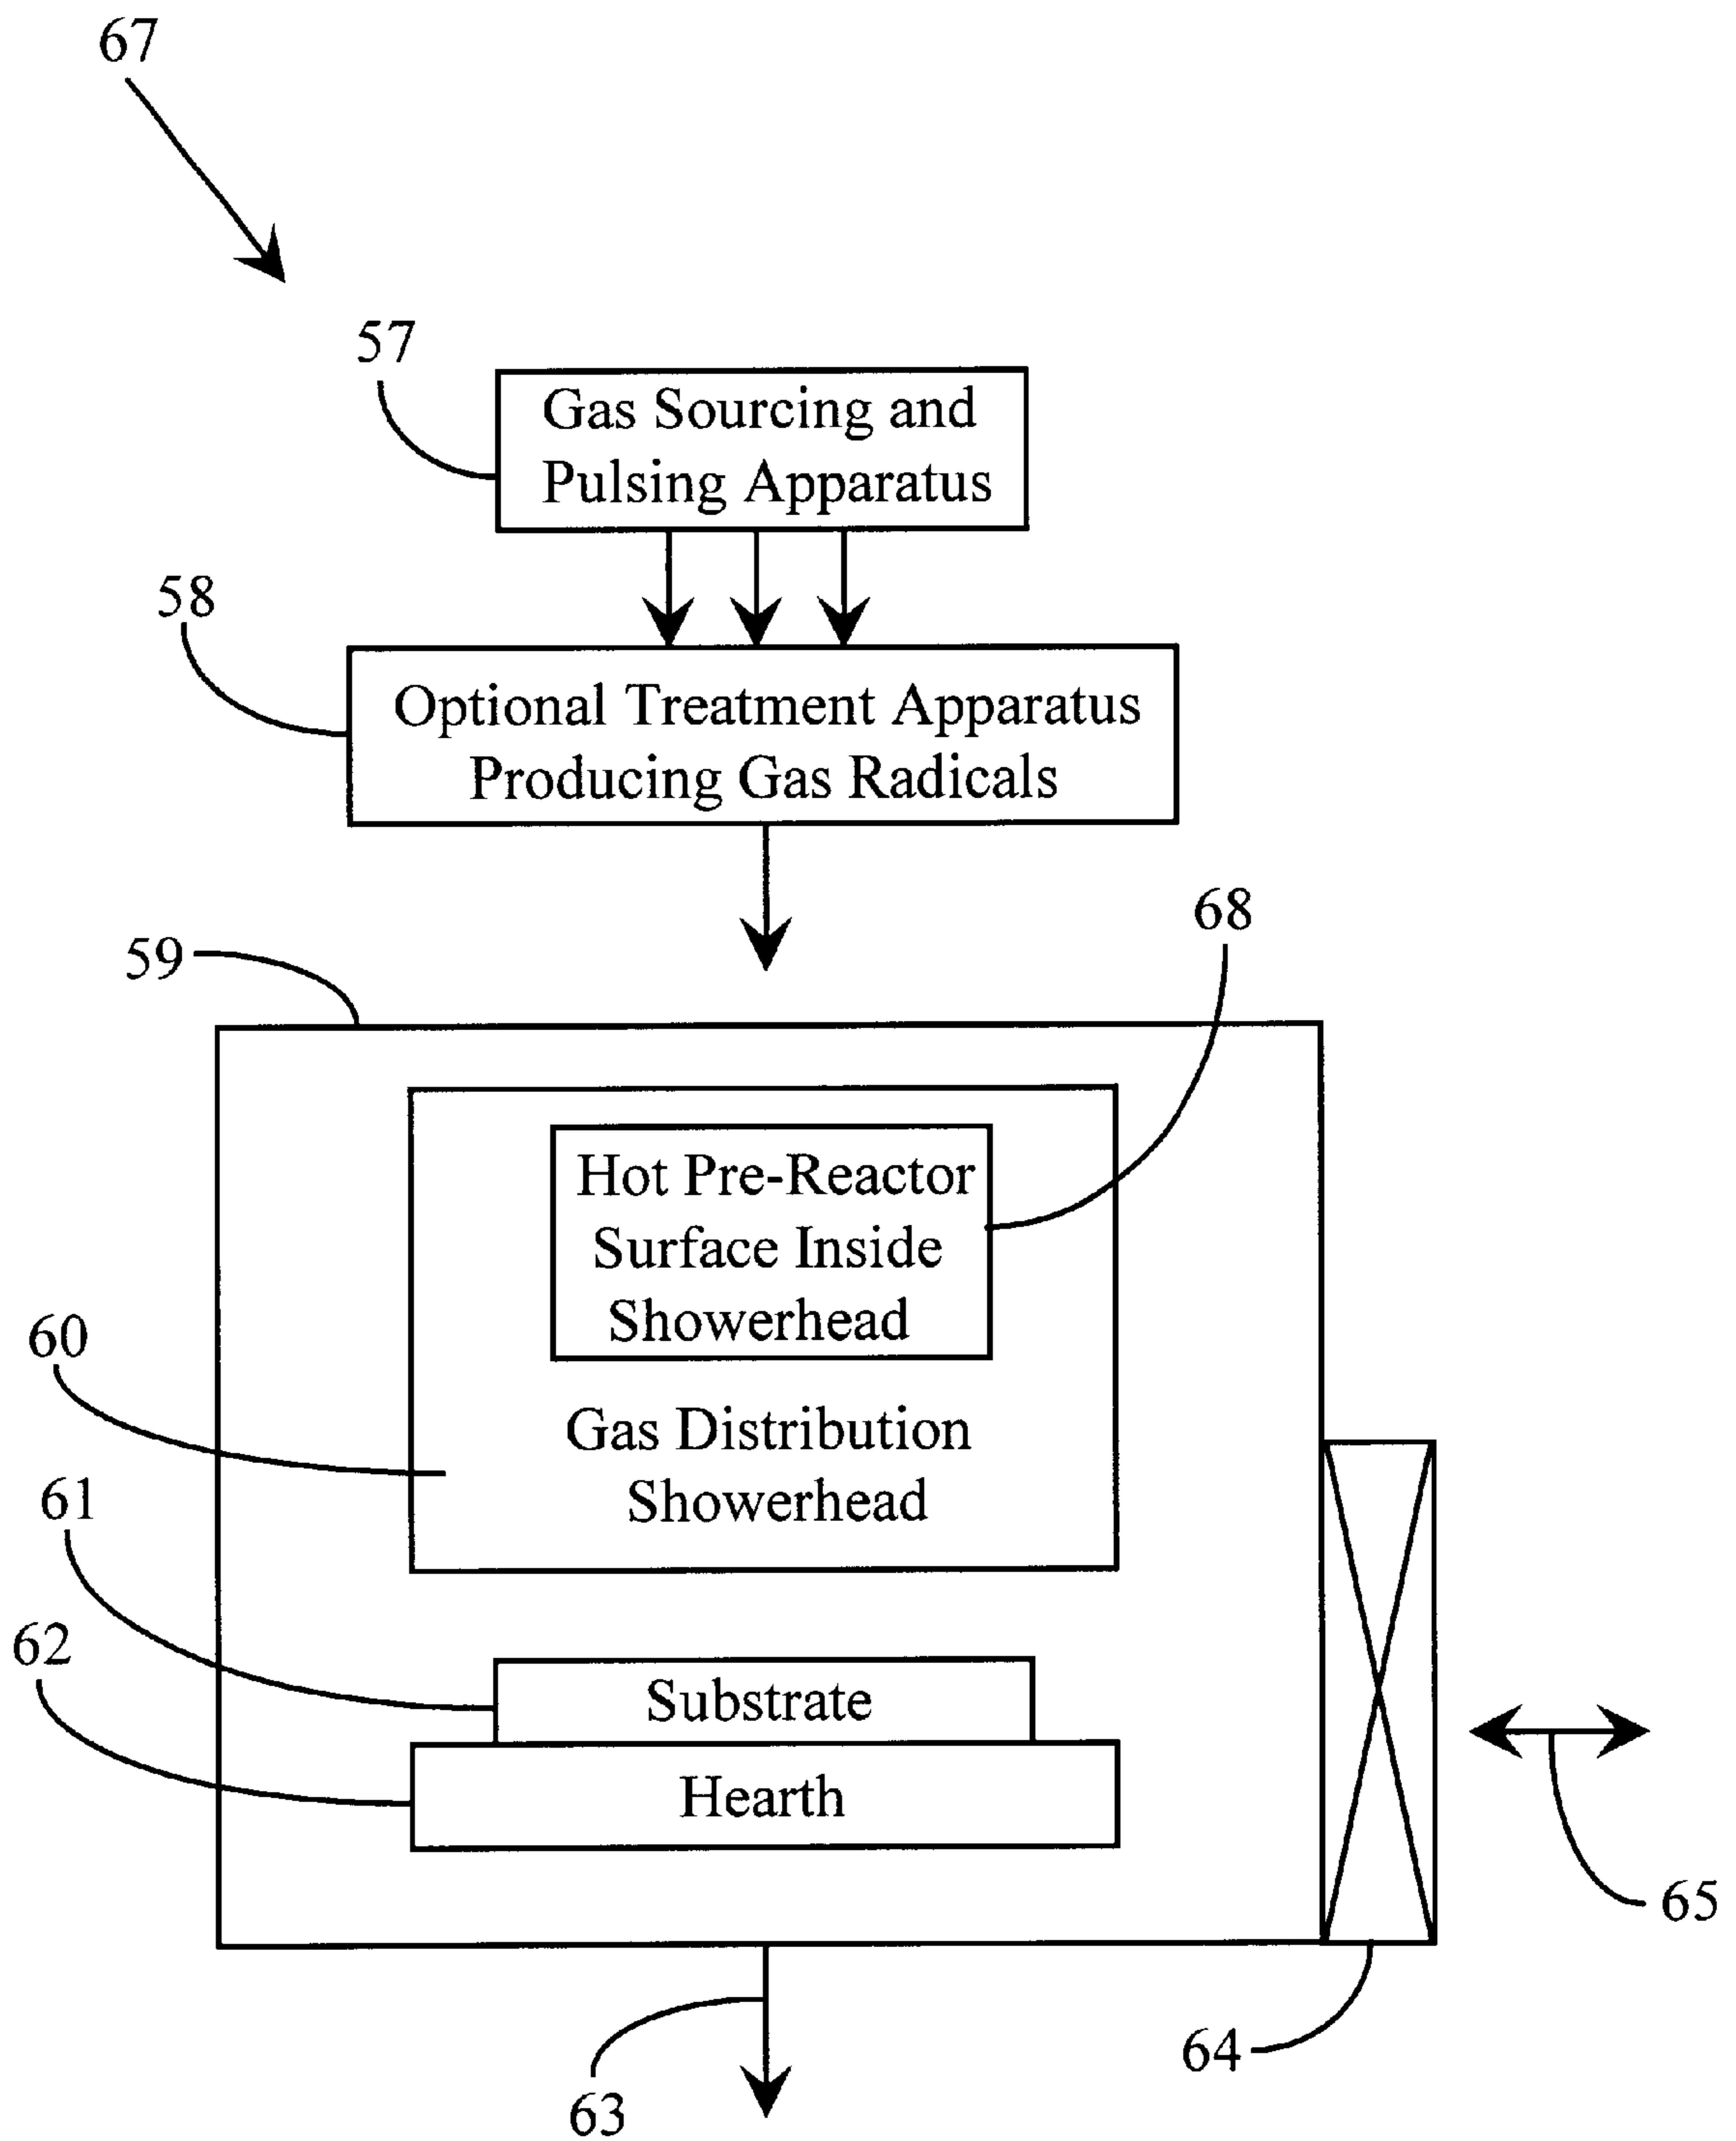 67
57
Gas Sourcing and
Pulsing Apparatus
58
Optional Treatment Apparatus
Producing Gas Radicals
68
59
Hot Pre-Reactor
Surface Inside
Showerhead
60
Gas Distribution
Showerhead
61
62
Substrate
Hearth
65
64
63